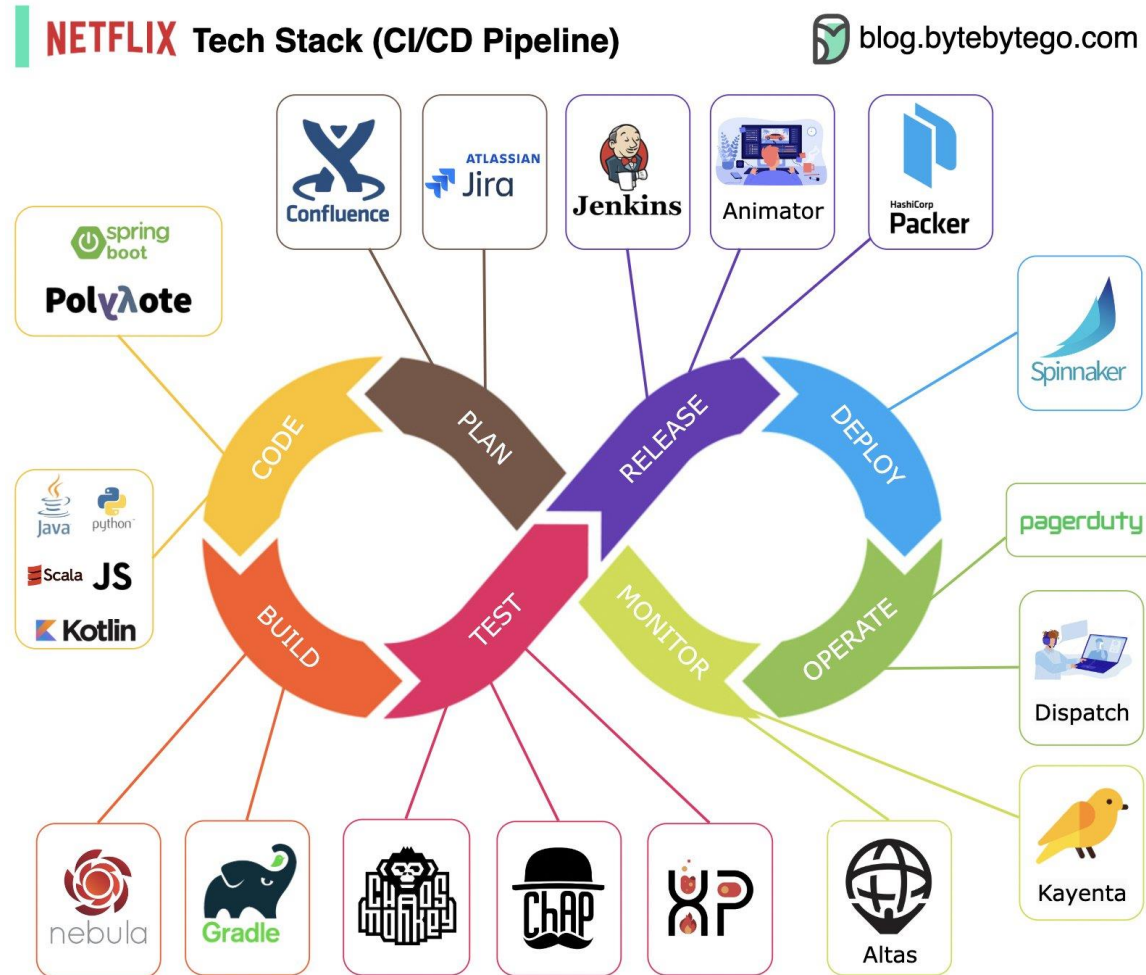 NETFLIX Tech Stack (CI/CD Pipeline)
blog.bytebytego.com
Confluence
ATLASSIAN
Jira
Jenkins
Animator
HashiCorp
Packer
spring
boot
Polyλote
Spinnaker
CODE
PLAN
RELEASE
DEPLOY
Java
python
Scala
JS
Kotlin
pagerduty
BUILD
TEST
MONITOR
OPERATE
Dispatch
nebula
Gradle
chaos
monkey
ChAP
XP
Altas
Kayenta